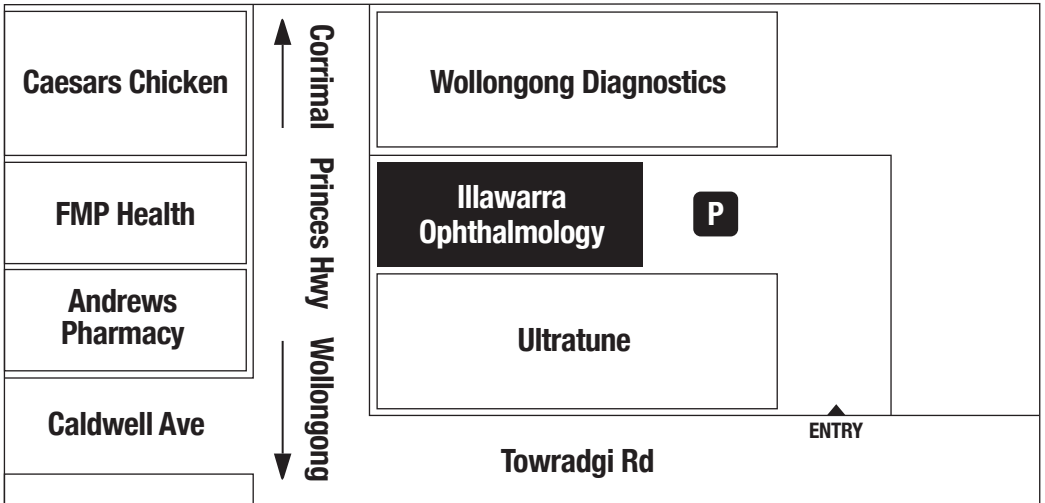 Caesars Chicken
FMP Health
Andrews
Pharmacy
Caldwell Ave
Corrimal
Princes Hwy
Wollongong
Wollongong Diagnostics
Illawarra
Ophthalmology
P
Ultratune
ENTRY
Towradgi Rd